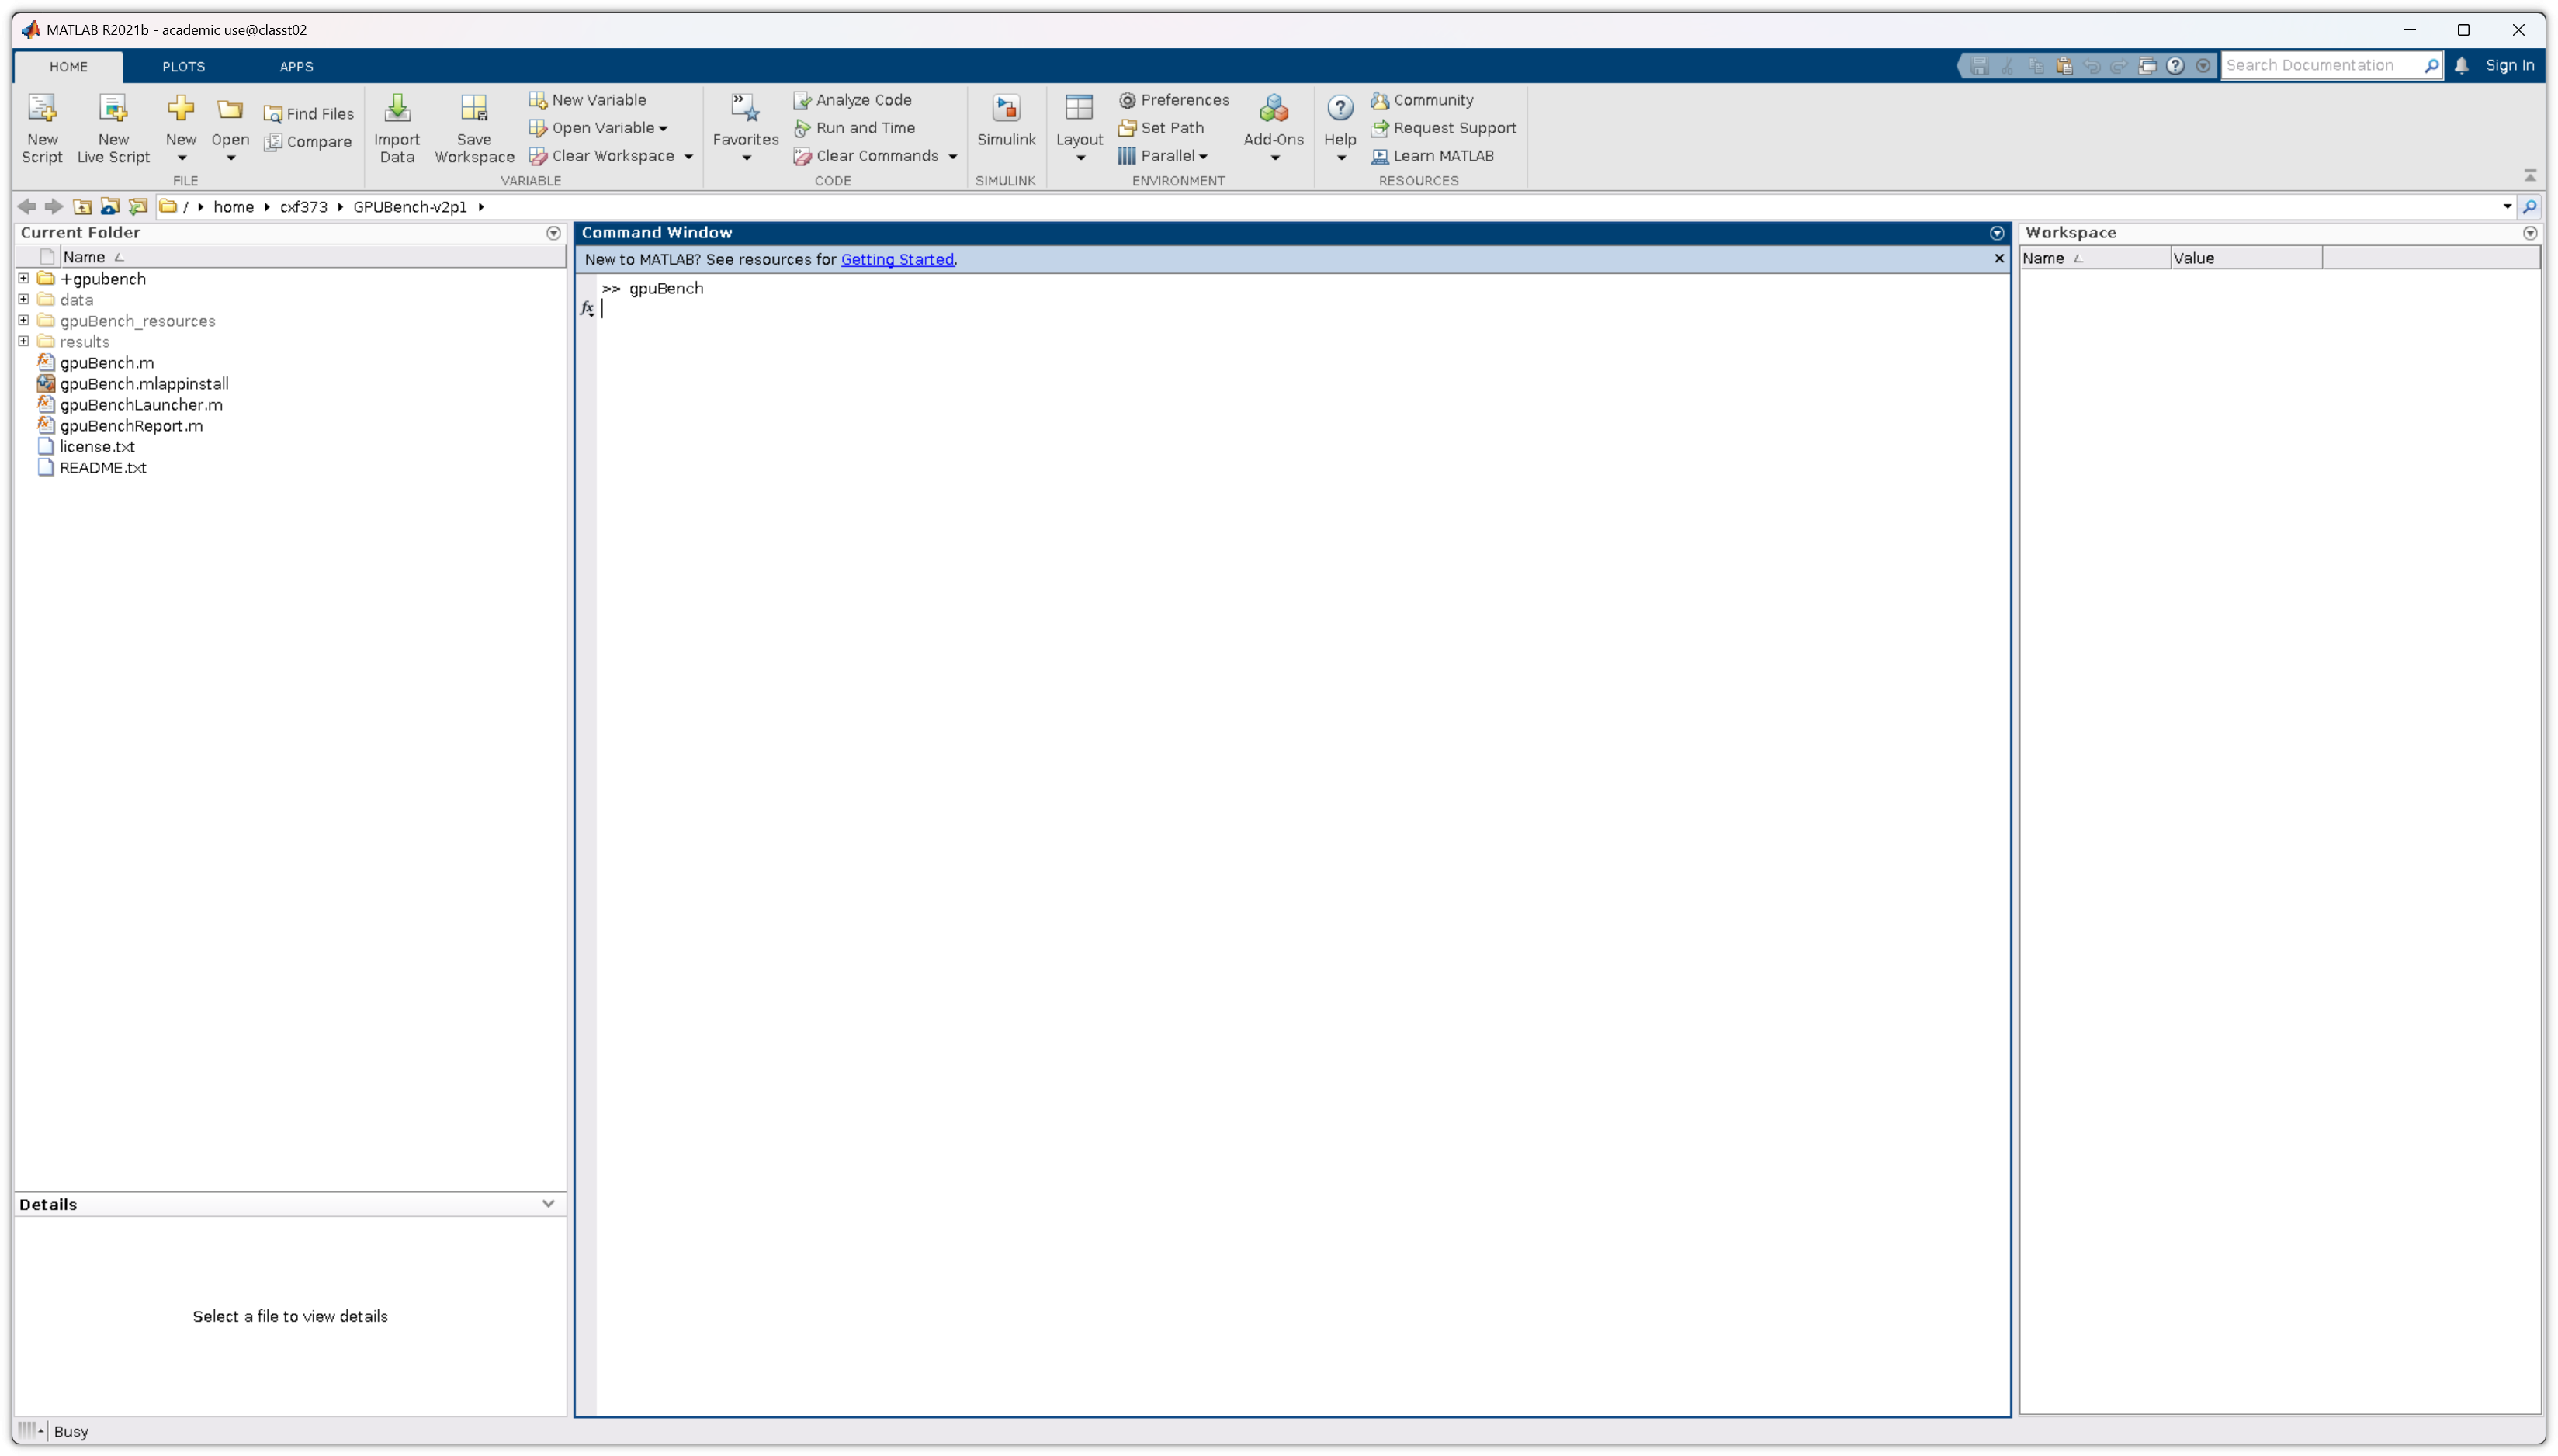 MATLAB R2021b - academic use@classt02
HOME PLOTS APPS
Search Documentation
Sign In
New Script
New Live Script
New
Open
Find Files
Compare
FILE
Import Data
Save Workspace
New Variable
Open Variable
Clear Workspace
VARIABLE
Favorites
Analyze Code
Run and Time
Clear Commands
CODE
Simulink
SIMULINK
Layout
Preferences
Set Path
Parallel
Add-Ons
ENVIRONMENT
Help
Community
Request Support
Learn MATLAB
RESOURCES
/ home cxf373 GPUBench-v2p1
Current Folder
Name
+gpubench
data
gpuBench_resources
results
gpuBench.m
gpuBench.mlappinstall
gpuBenchLauncher.m
gpuBenchReport.m
license.txt
README.txt
Details
Select a file to view details
Command Window
New to MATLAB? See resources for Getting Started.
>> gpuBench
fx
Workspace
Name Value
Busy